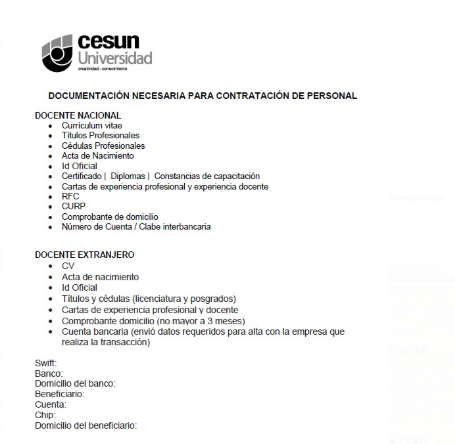 cesun
Universidad
creatividad : conocimiento
DOCUMENTACIÓN NECESARIA PARA CONTRATACIÓN DE PERSONAL
DOCENTE NACIONAL
• Curriculum vitae
• Títulos Profesionales
• Cédulas Profesionales
• Acta de Nacimiento
• Id Oficial
• Certificado | Diplomas | Constancias de capacitación
• Cartas de experiencia profesional y experiencia docente
• RFC
• CURP
• Comprobante de domicilio
• Número de Cuenta / Clabe interbancaria
DOCENTE EXTRANJERO
• CV
• Acta de nacimiento
• Id Oficial
• Títulos y cédulas (licenciatura y posgrados)
• Cartas de experiencia profesional y docente
• Comprobante domicilio (no mayor a 3 meses)
• Cuenta bancaria (envió datos requeridos para alta con la empresa que
realiza la transacción)
Swift:
Banco:
Domicilio del banco:
Beneficiario:
Cuenta:
Chip:
Domicilio del beneficiario: